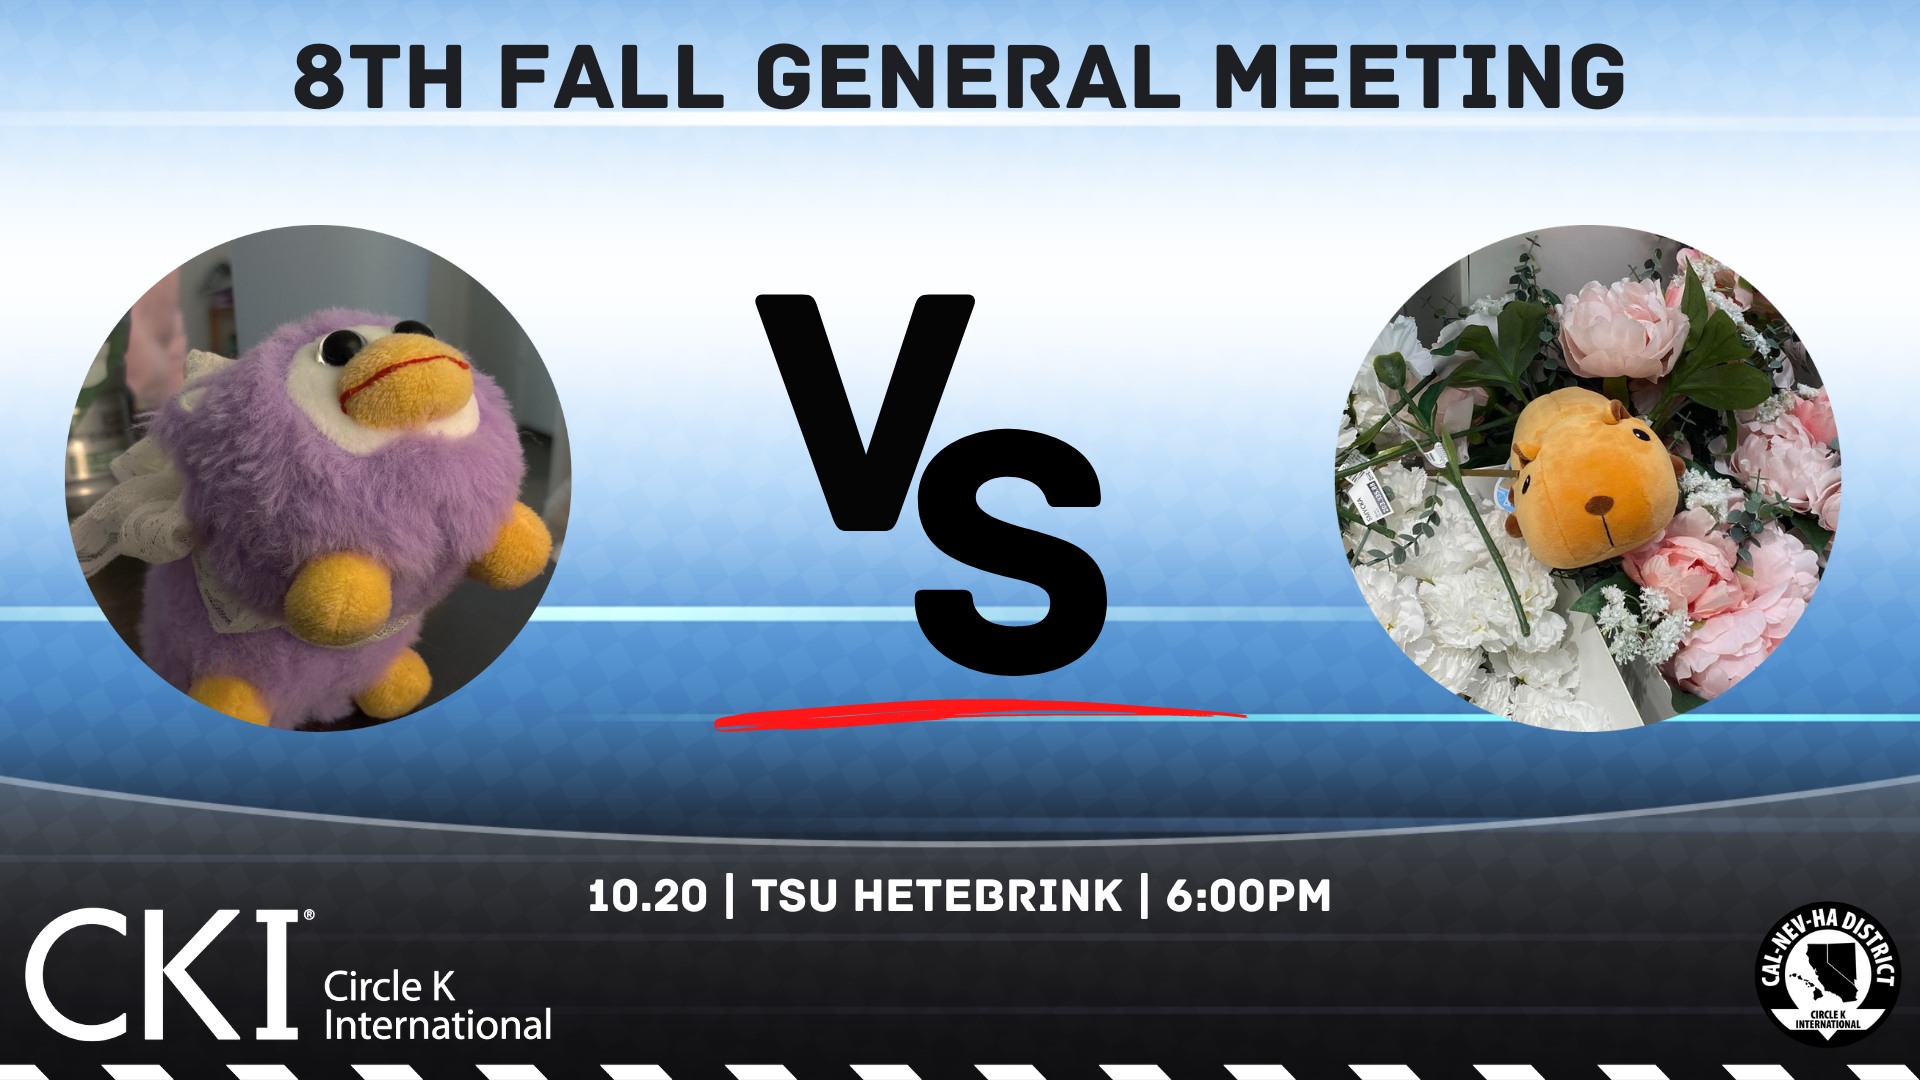 8TH FALL GENERAL MEETING
VS
10.20 | TSU HETEBRINK | 6:00PM
CKI®
Circle K
International
CAL-NEV-HA DISTRICT
CIRCLE K
INTERNATIONAL